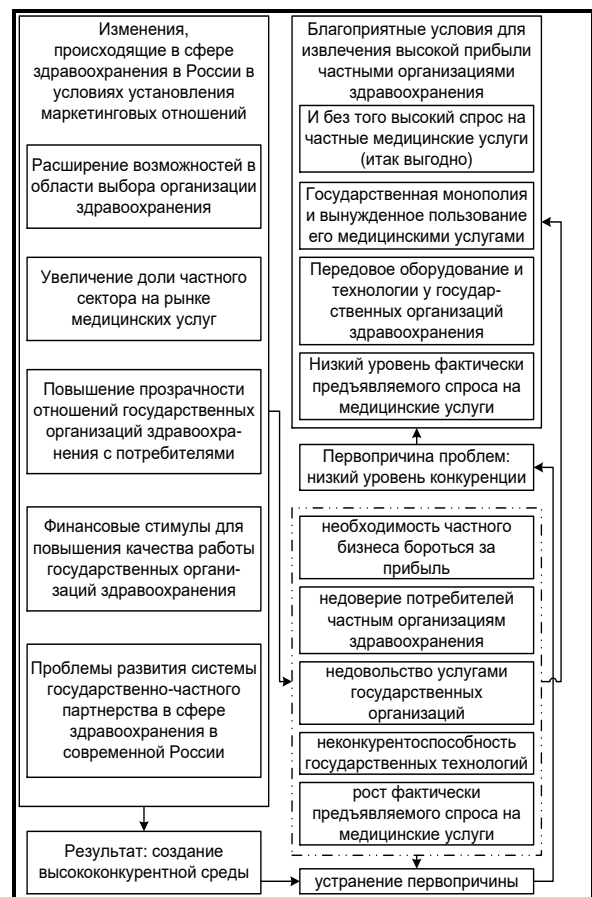 Изменения,
происходящие в сфере
здравоохранения в России в
условиях установления
маркетинговых отношений
Расширение возможностей в
области выбора организации
здравоохранения
Увеличение доли частного
сектора на рынке
медицинских услуг
Повышение прозрачности
отношений государственных
организаций здравоохра-
нения с потребителями
Финансовые стимулы для
повышения качества работы
государственных органи-
заций здравоохранения
Проблемы развития системы
государственно-частного
партнерства в сфере
здравоохранения в
современной России
Результат: создание
высококонкурентной среды
Благоприятные условия для
извлечения высокой прибыли
частными организациями
здравоохранения
И без того высокий спрос на
частные медицинские услуги
(итак выгодно)
Государственная монополия
и вынужденное пользование
его медицинскими услугами
Передовое оборудование и
технологии у государ-
ственных организаций
здравоохранения
Низкий уровень фактически
предъявляемого спроса на
медицинские услуги
Первопричина проблем:
низкий уровень конкуренции
необходимость частного
бизнеса бороться за
прибыль
недоверие потребителей
частным организациям
здравоохранения
недовольство услугами
государственных
организаций
неконкурентоспособность
государственных технологий
рост фактически
предъявляемого спроса на
медицинские услуги
устранение первопричины